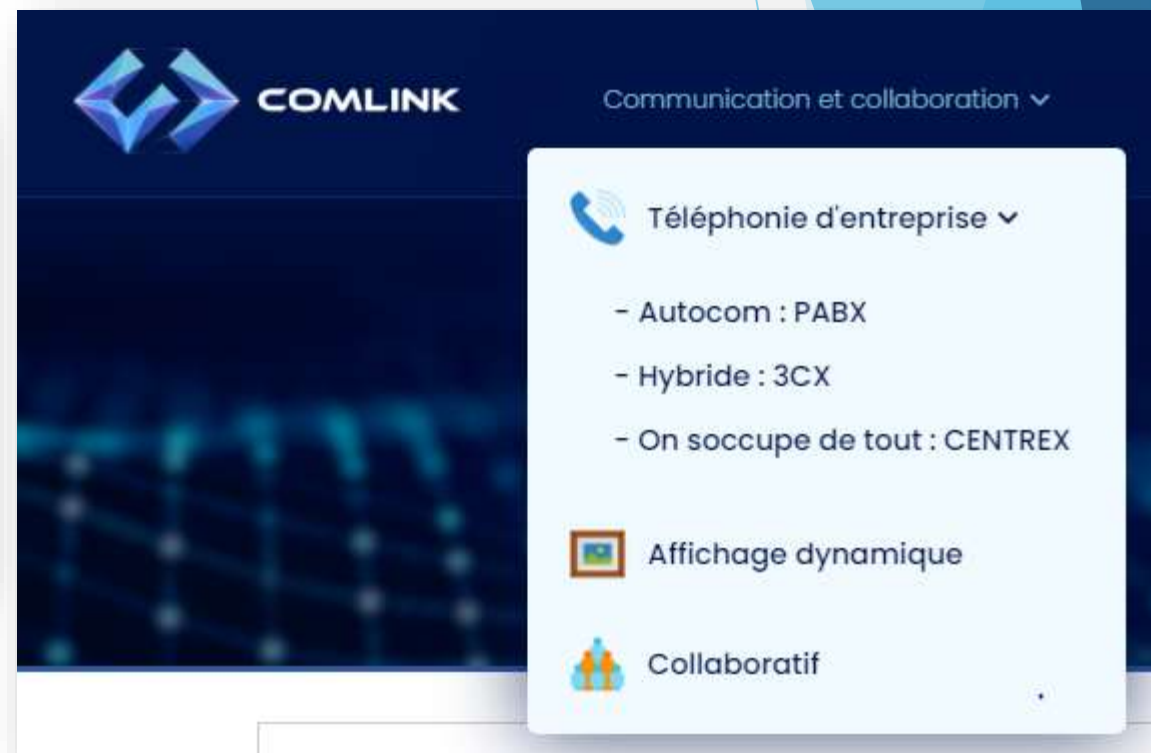 COMLINK
Communication et collaboration
Téléphonie d'entreprise
- Autocom : PABX
- Hybride : 3CX
- On soccupe de tout : CENTREX
Affichage dynamique
Collaboratif